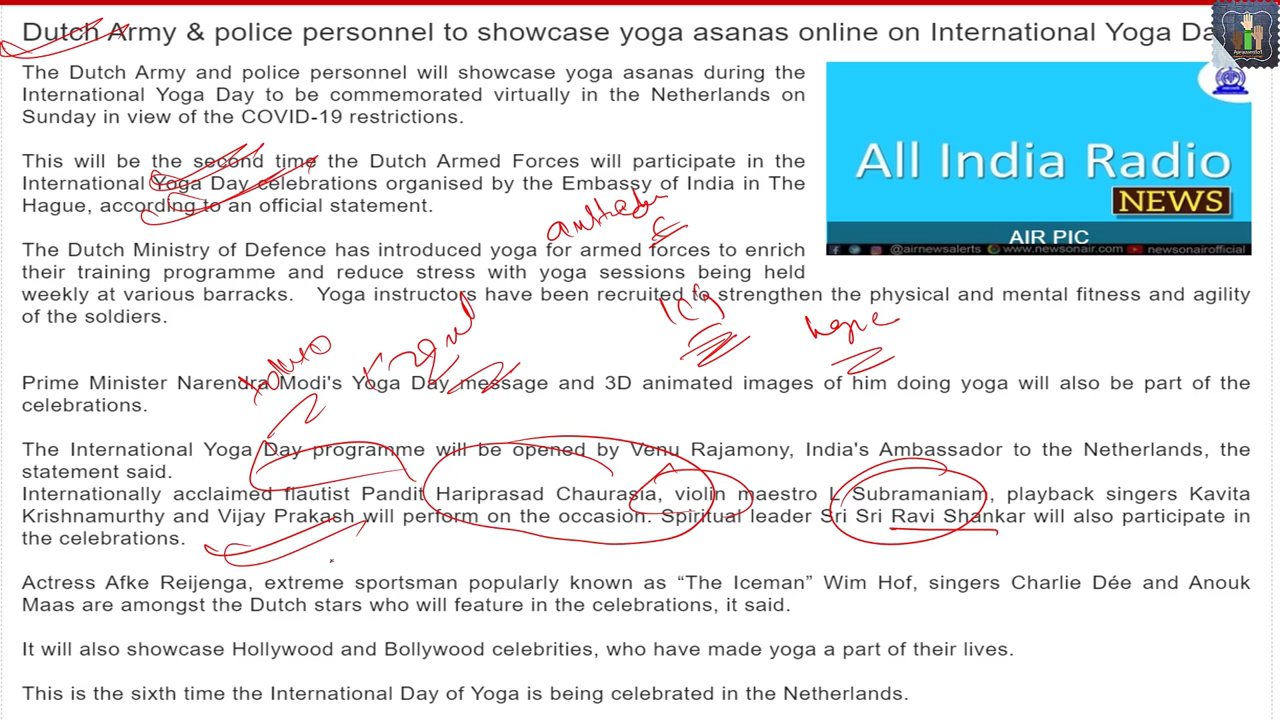 Dutch Army & police personnel to showcase yoga asanas online on International Yoga Da
The Dutch Army and police personnel will showcase yoga asanas during the
International Yoga Day to be commemorated virtually in the Netherlands on
Sunday in view of the COVID-19 restrictions.
This will be the second time the Dutch Armed Forces will participate in the
International Yoga Day celebrations organised by the Embassy of India in The
Hague, according to an official statement.
All India Radio
NEWS
AIR PIC
@airnewsalerts www.newsonair.com newsonairofficial
The Dutch Ministry of Defence has introduced yoga for armed forces to enrich
their training programme and reduce stress with yoga sessions being held
weekly at various barracks. Yoga instructors have been recruited to strengthen the physical and mental fitness and agility
of the soldiers.
Prime Minister Narendra Modi's Yoga Day message and 3D animated images of him doing yoga will also be part of the
celebrations.
The International Yoga Day programme will be opened by Venu Rajamony, India's Ambassador to the Netherlands, the
statement said.
Internationally acclaimed flautist Pandit Hariprasad Chaurasia, violin maestro L Subramaniam, playback singers Kavita
Krishnamurthy and Vijay Prakash will perform on the occasion. Spiritual leader Sri Sri Ravi Shankar will also participate in
the celebrations.
Actress Afke Reijenga, extreme sportsman popularly known as “The Iceman” Wim Hof, singers Charlie Dée and Anouk
Maas are amongst the Dutch stars who will feature in the celebrations, it said.
It will also showcase Hollywood and Bollywood celebrities, who have made yoga a part of their lives.
This is the sixth time the International Day of Yoga is being celebrated in the Netherlands.